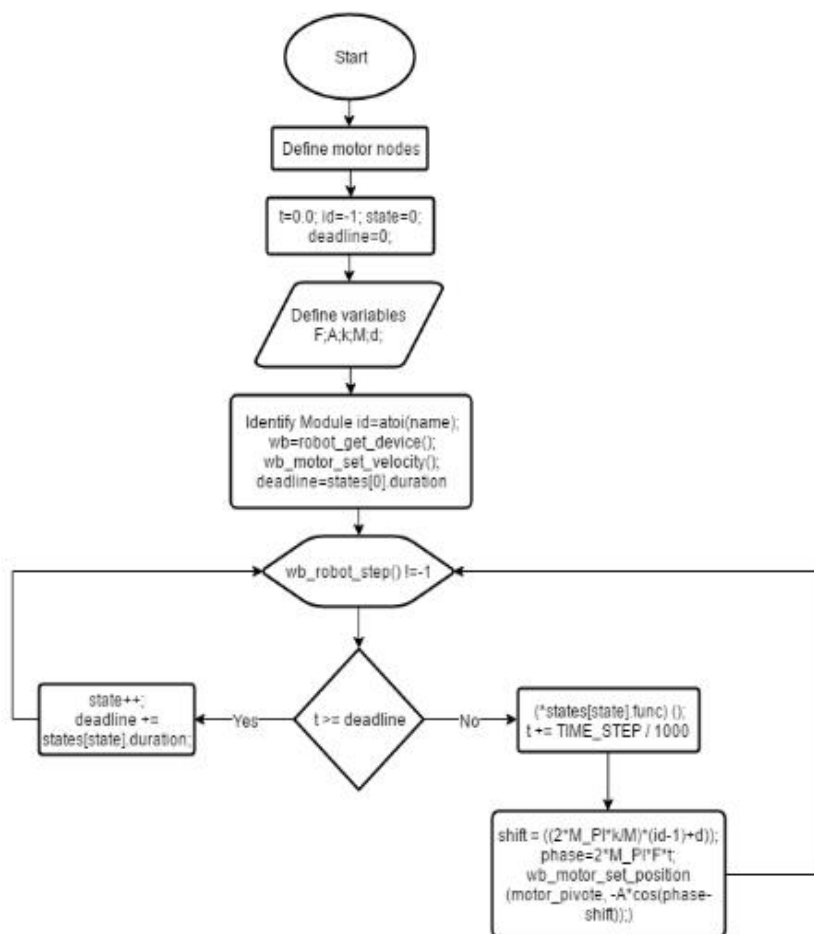 Start
Define motor nodes
t=0.0; id=-1; state=0;
deadline=0;
Define variables
F;A;k;M;d;
Identify Module id=atoi(name);
wb=robot_get_device();
wb_motor_set_velocity();
deadline=states[0].duration
wb_robot_step() !=-1
t >= deadline
Yes
state++;
deadline +=
states[state].duration;
No
(*states[state].func) ();
t += TIME_STEP / 1000
shift = ((2*M_PI*k/M)*(id-1)+d));
phase=2*M_PI*F*t;
wb_motor_set_position
(motor_pivote, -A*cos(phase-
shift));)